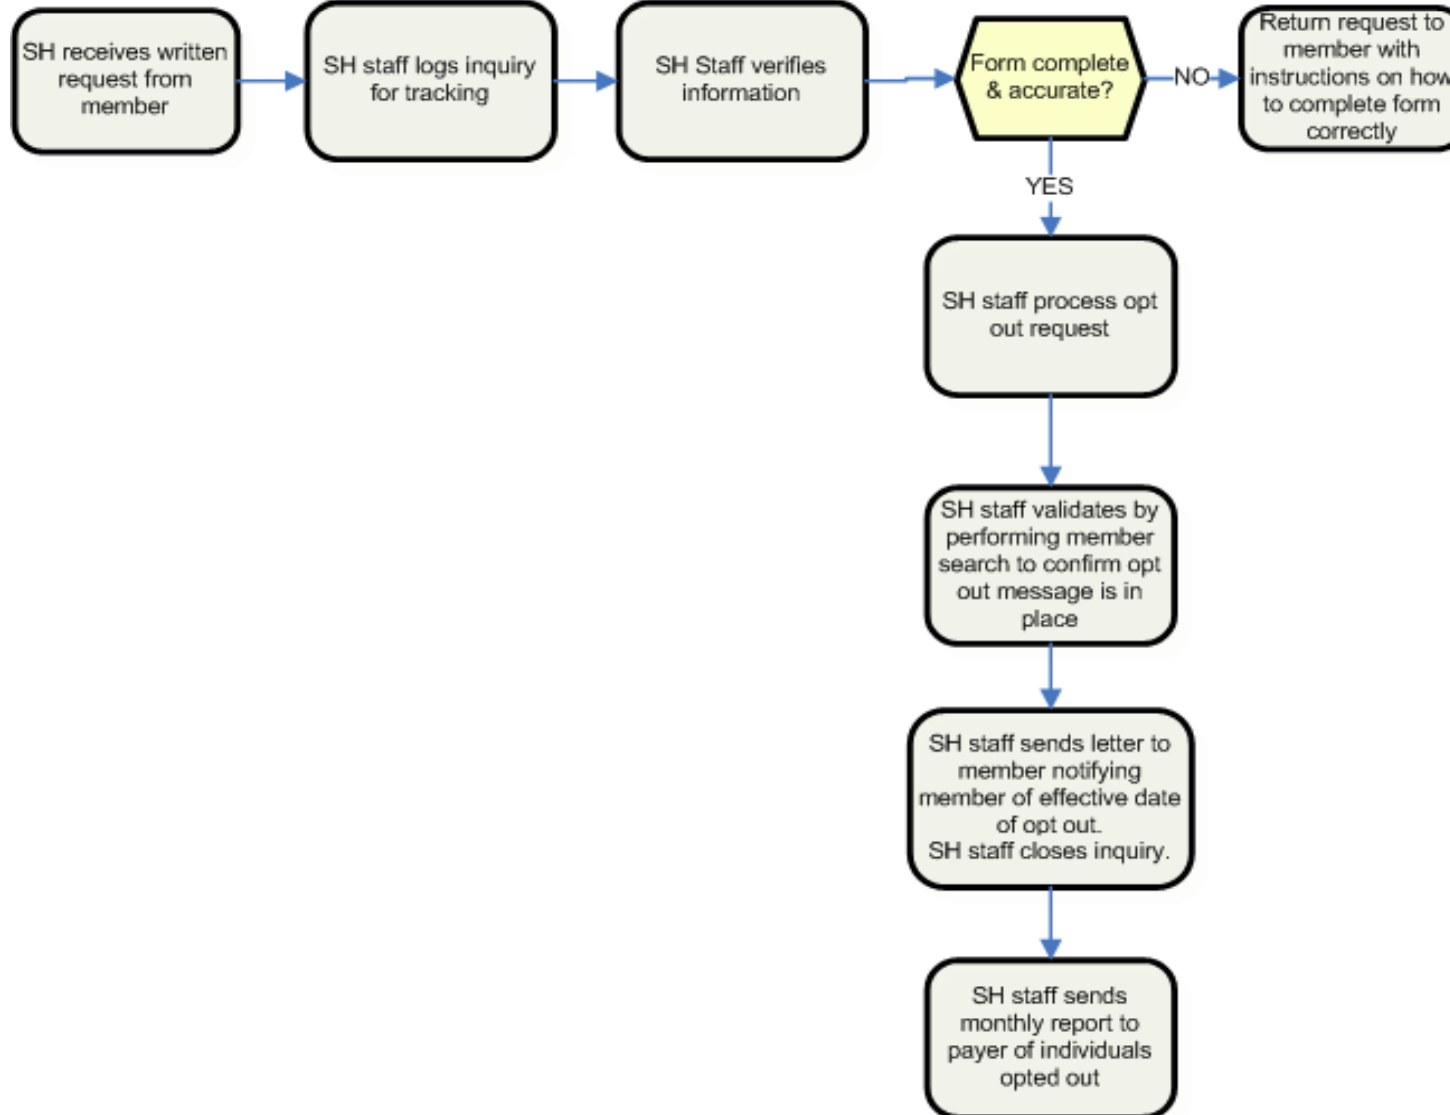 SH receives written
request from
member
SH staff logs inquiry
for tracking
SH Staff verifies
information
Form complete
& accurate?
NO
Return request to
member with
instructions on how
to complete form
correctly
YES
SH staff process opt
out request
SH staff validates by
performing member
search to confirm opt
out message is in
place
SH staff sends letter to
member notifying
member of effective date
of opt out.
SH staff closes inquiry.
SH staff sends
monthly report to
payer of individuals
opted out